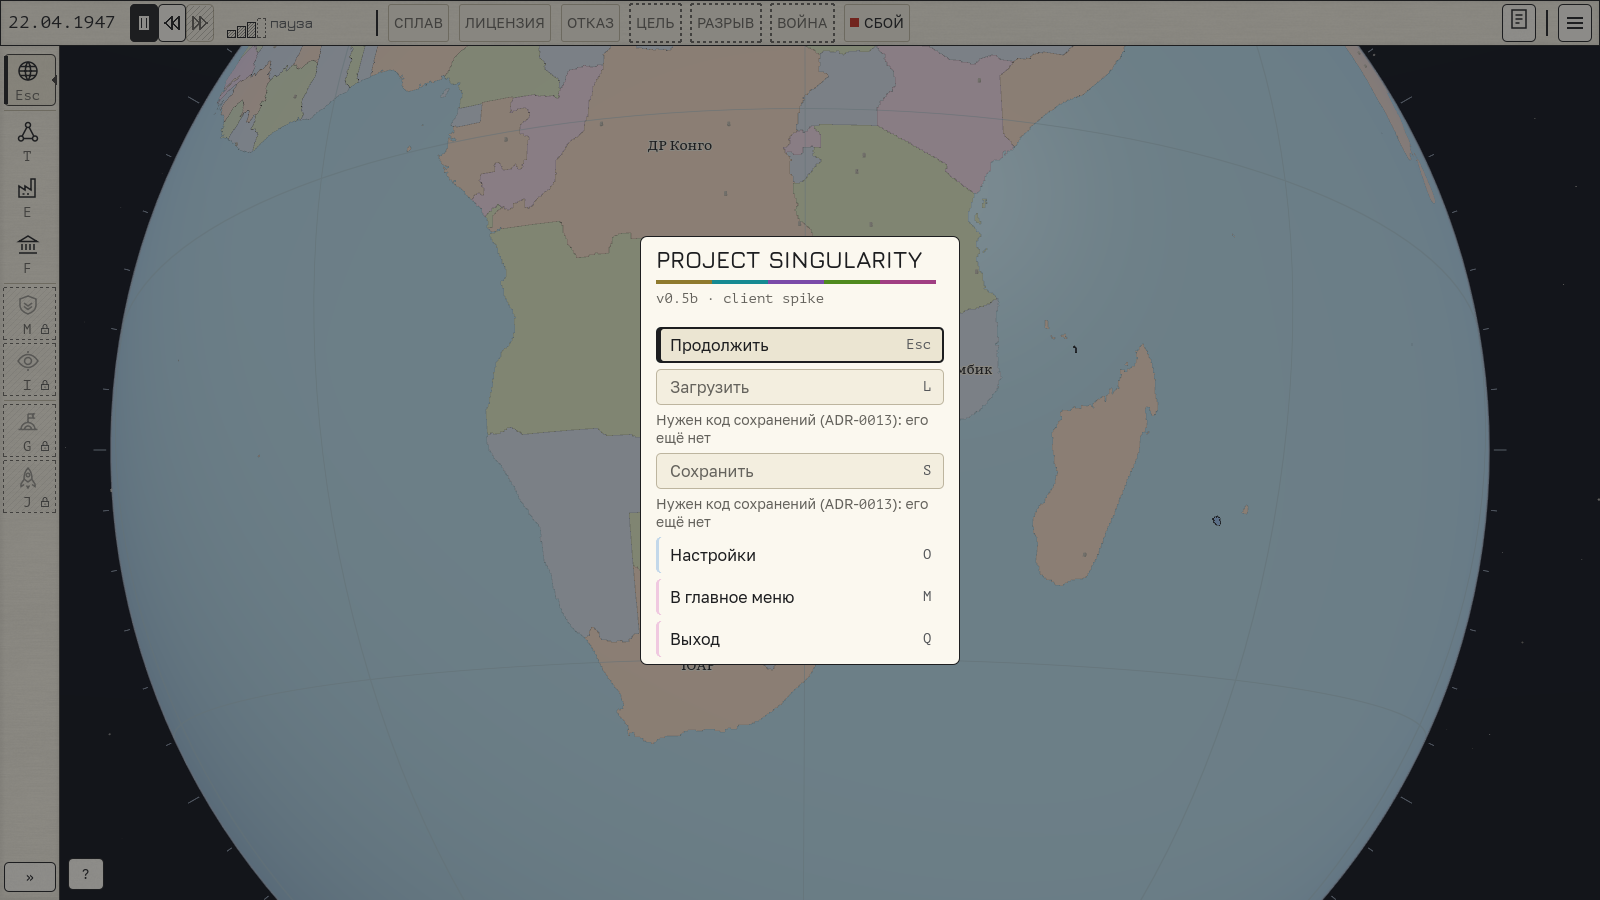 22.04.1947
пауза
СПЛАВ
ЛИЦЕНЗИЯ
ОТКАЗ
ЦЕЛЬ
РАЗРЫВ
ВОЙНА
СБОЙ
Esc
T
E
F
M
I
G
J
»
?
ДР Конго
PROJECT SINGULARITY
v0.5b · client spike
Продолжить Esc
Загрузить L
Нужен код сохранений (ADR-0013): его
ещё нет
Сохранить S
Нужен код сохранений (ADR-0013): его
ещё нет
Настройки O
В главное меню M
Выход Q
мбик
ЮАР